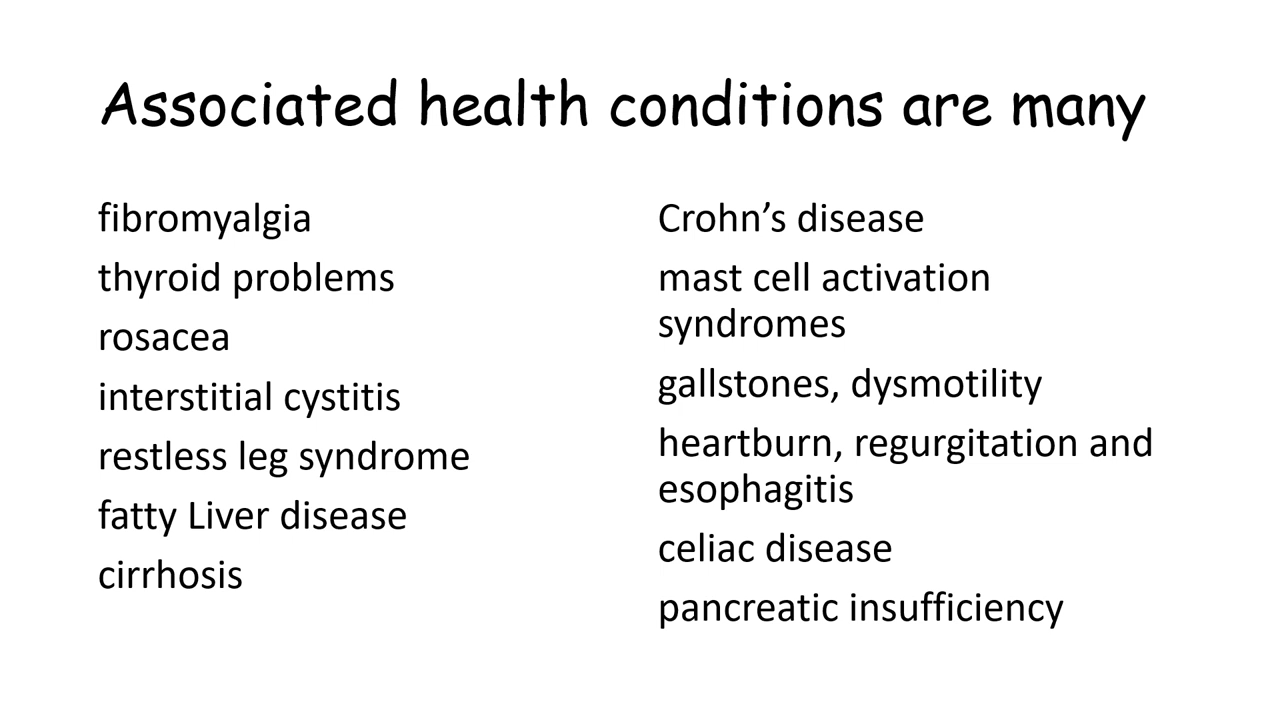 Associated health conditions are many
fibromyalgia
thyroid problems
rosacea
interstitial cystitis
restless leg syndrome
fatty Liver disease
cirrhosis
Crohn’s disease
mast cell activation
syndromes
gallstones, dysmotility
heartburn, regurgitation and
esophagitis
celiac disease
pancreatic insufficiency